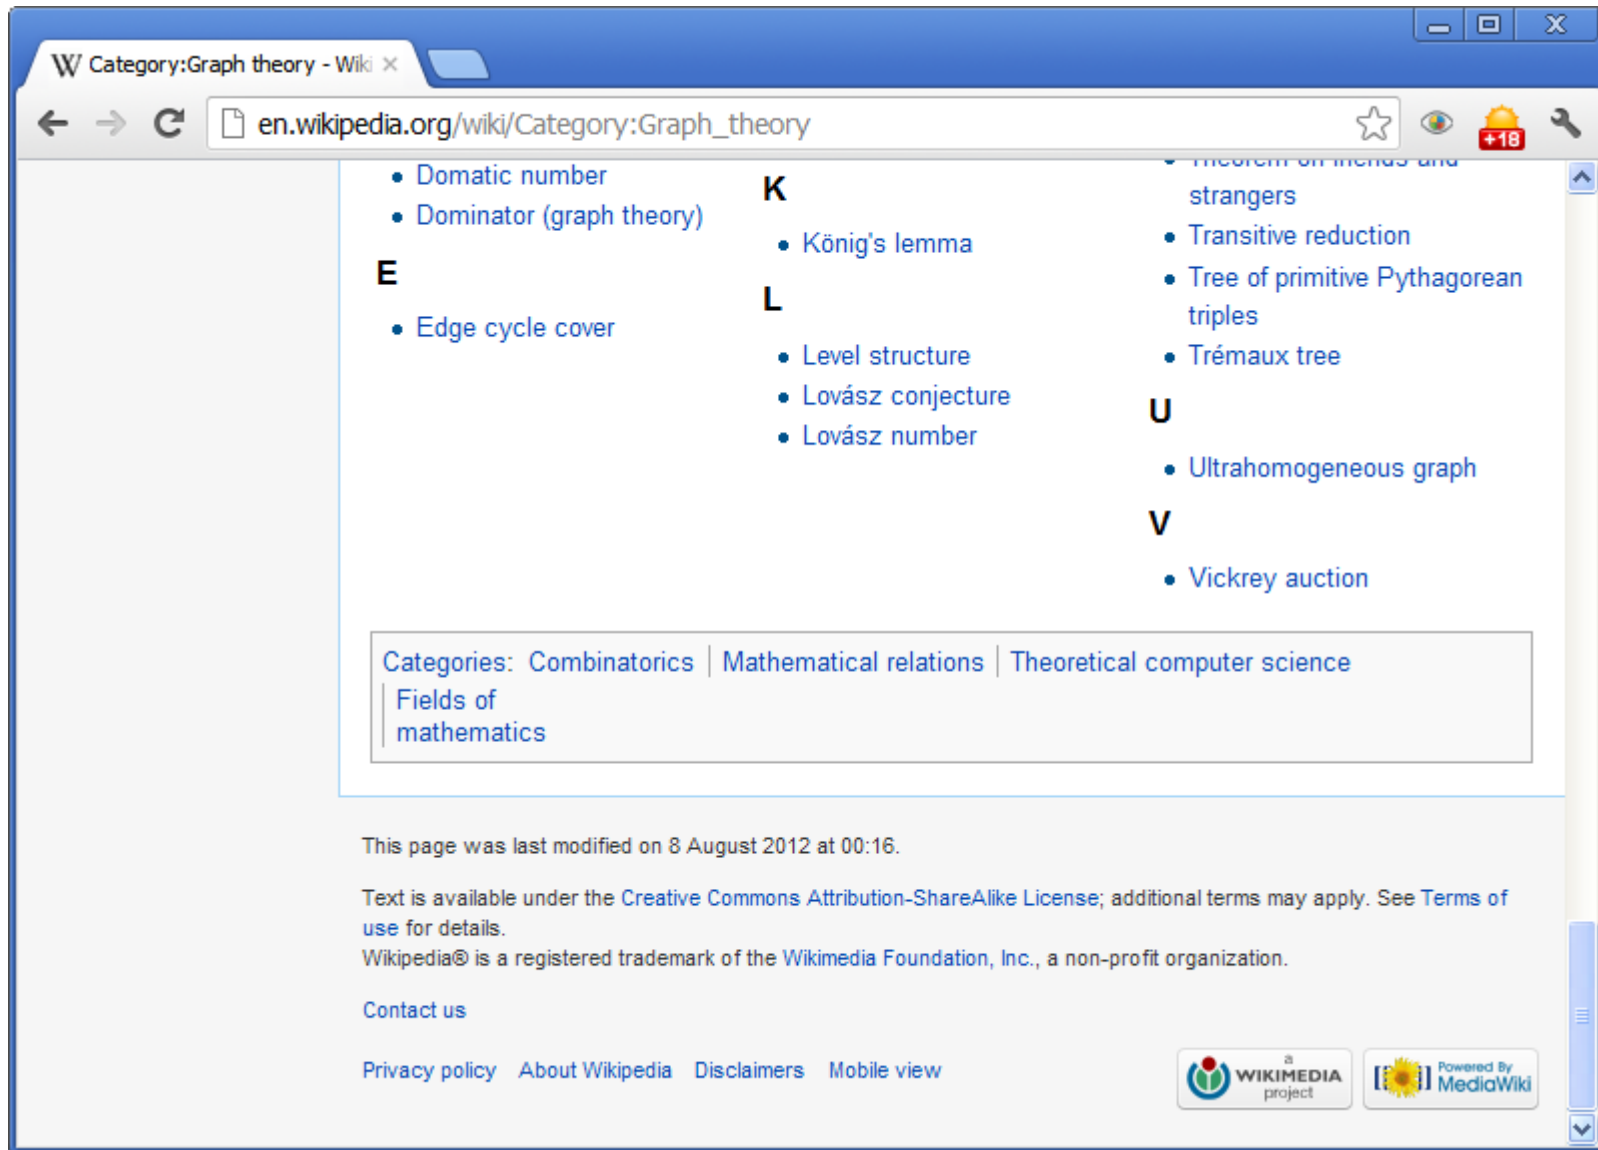 Category:Graph theory - Wiki
en.wikipedia.org/wiki/Category:Graph_theory
+18
Domatic number
Dominator (graph theory)
E
Edge cycle cover
K
König's lemma
L
Level structure
Lovász conjecture
Lovász number
Theorem on friends and
strangers
Transitive reduction
Tree of primitive Pythagorean
triples
Trémaux tree
U
Ultrahomogeneous graph
V
Vickrey auction
Categories: Combinatorics | Mathematical relations | Theoretical computer science
| Fields of
mathematics
This page was last modified on 8 August 2012 at 00:16.
Text is available under the Creative Commons Attribution-ShareAlike License; additional terms may apply. See Terms of
use for details.
Wikipedia® is a registered trademark of the Wikimedia Foundation, Inc., a non-profit organization.
Contact us
Privacy policy About Wikipedia Disclaimers Mobile view
a
WIKIMEDIA
project
Powered By
MediaWiki